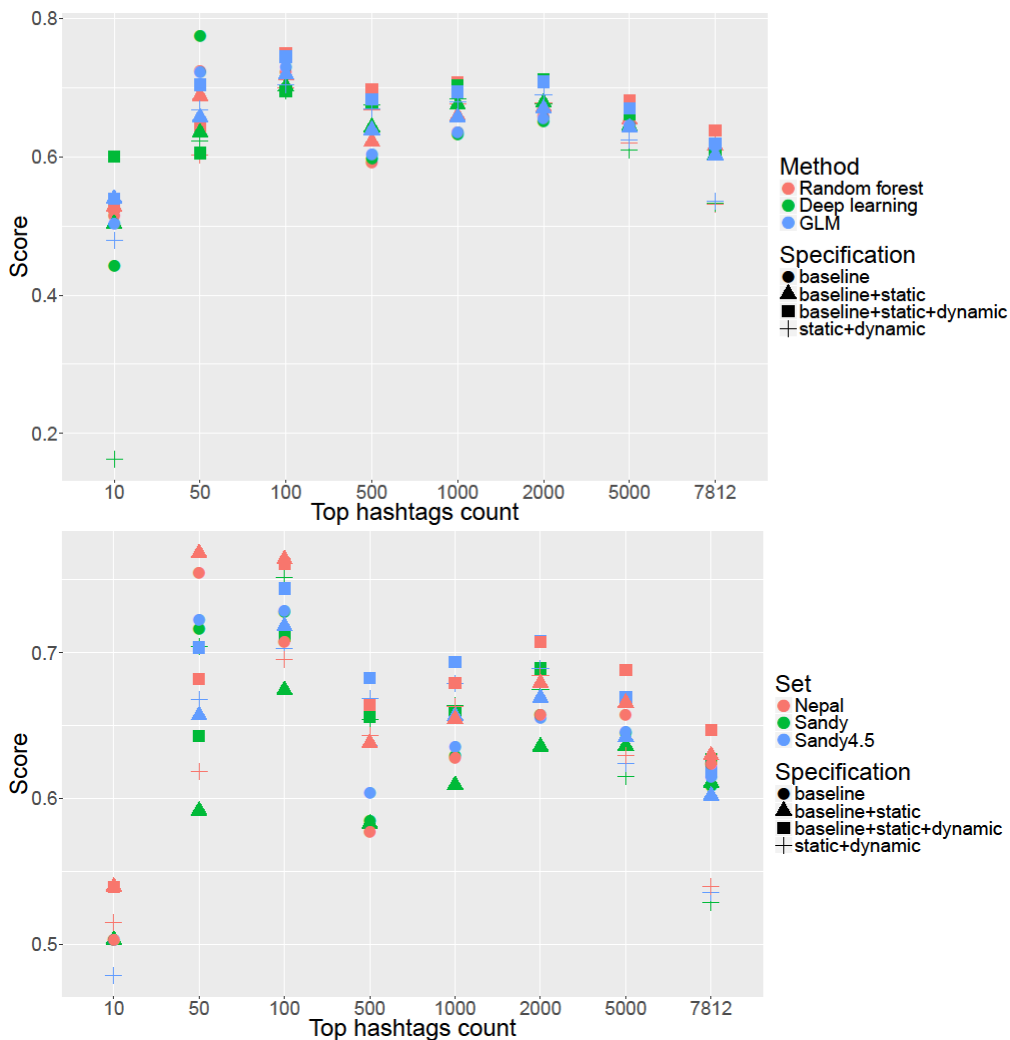 0.8
0.6
0.4
0.2
Score
10 50 100 500 1000 2000 5000 7812
Top hashtags count
Method
Random forest
Deep learning
GLM
Specification
baseline
baseline+static
baseline+static+dynamic
static+dynamic
0.7
0.6
0.5
Score
10 50 100 500 1000 2000 5000 7812
Top hashtags count
Set
Nepal
Sandy
Sandy4.5
Specification
baseline
baseline+static
baseline+static+dynamic
static+dynamic